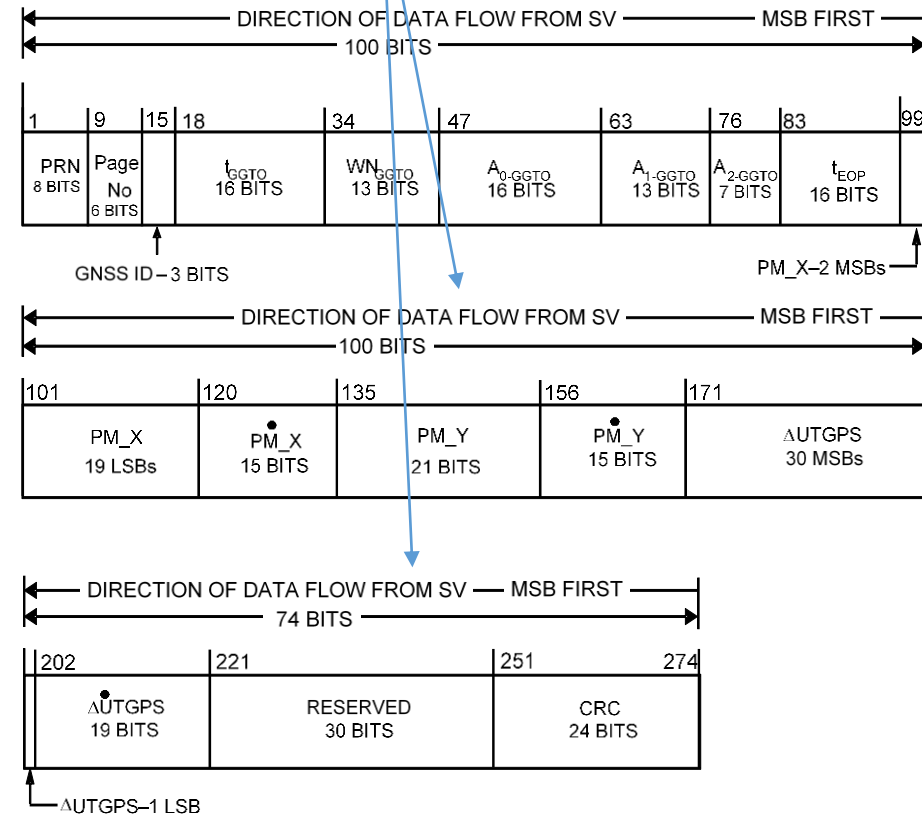 DIRECTION OF DATA FLOW FROM SV MSB FIRST
100 BITS
1 9 15 18 34 47 63 76 83 99
PRN
8 BITS
Page
No
6 BITS
tGGTO
16 BITS
WNGGTO
13 BITS
A0-GGTO
16 BITS
A1-GGTO
13 BITS
A2-GGTO
7 BITS
tEOP
16 BITS
GNSS ID – 3 BITS
PM_X–2 MSBs
DIRECTION OF DATA FLOW FROM SV MSB FIRST
100 BITS
101 120 135 156 171
PM_X
19 LSBs
PM_X
15 BITS
PM_Y
21 BITS
PM_Y
15 BITS
ΔUTGPS
30 MSBs
DIRECTION OF DATA FLOW FROM SV MSB FIRST
74 BITS
202 221 251 274
ΔUTGPS
19 BITS
RESERVED
30 BITS
CRC
24 BITS
ΔUTGPS–1 LSB